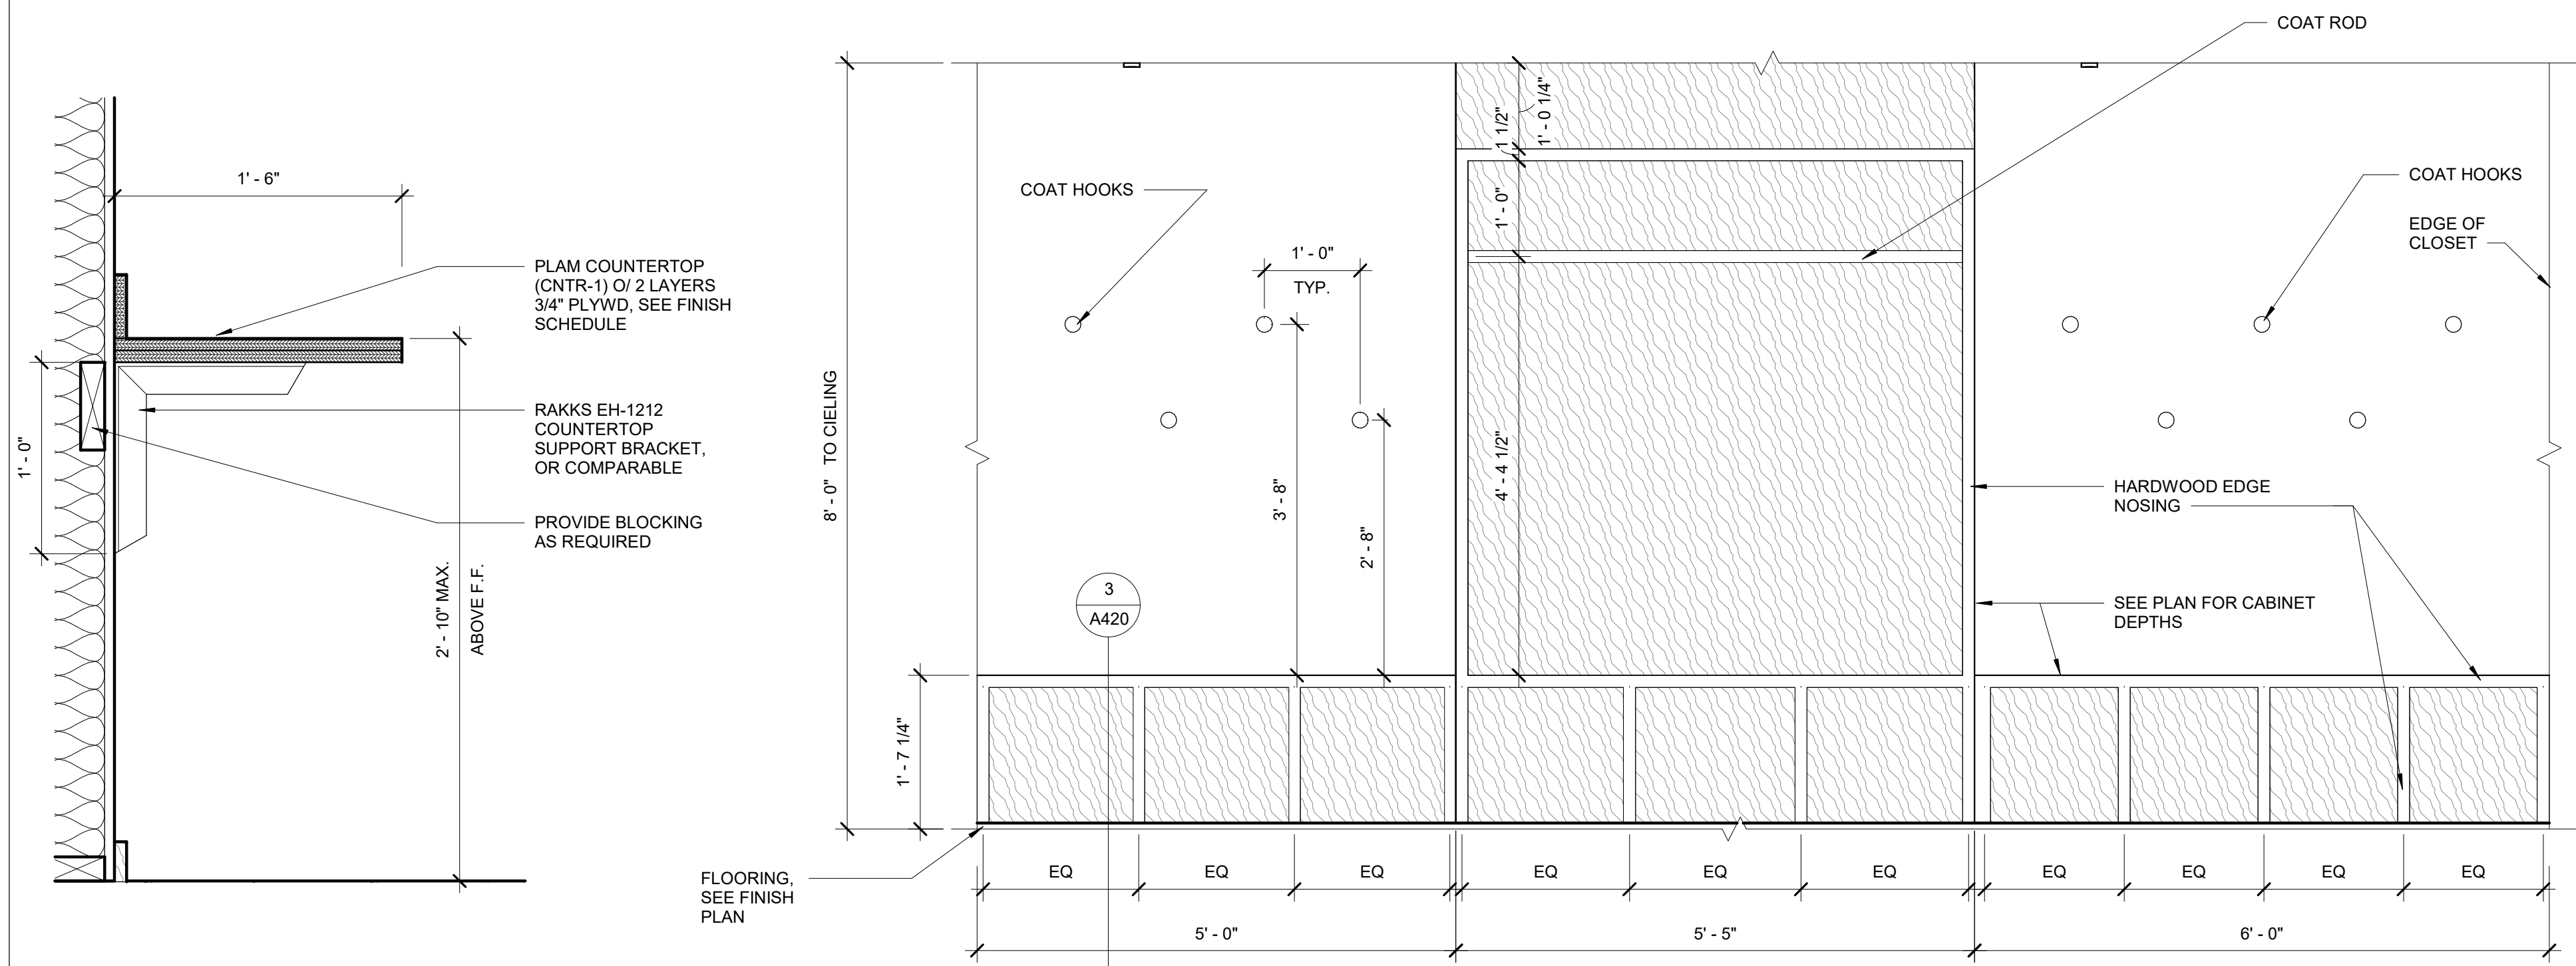 1' - 6"
PLAM COUNTERTOP
(CNTR-1) O/ 2 LAYERS
3/4" PLYWD, SEE FINISH
SCHEDULE
RAKKS EH-1212
COUNTERTOP
SUPPORT BRACKET,
OR COMPARABLE
PROVIDE BLOCKING
AS REQUIRED
1' - 0"
2' - 10" MAX.
ABOVE F.F.
8' - 0" TO CIELING
COAT HOOKS
1' - 0"
TYP.
3' - 8"
2' - 8"
3
A420
1' - 7 1/4"
FLOORING,
SEE FINISH
PLAN
1 1/2"
1' - 0 1/4"
1' - 0"
4' - 4 1/2"
COAT ROD
COAT HOOKS
EDGE OF
CLOSET
HARDWOOD EDGE
NOSING
SEE PLAN FOR CABINET
DEPTHS
EQ
EQ
EQ
EQ
EQ
EQ
EQ
EQ
EQ
EQ
5' - 0"
5' - 5"
6' - 0"